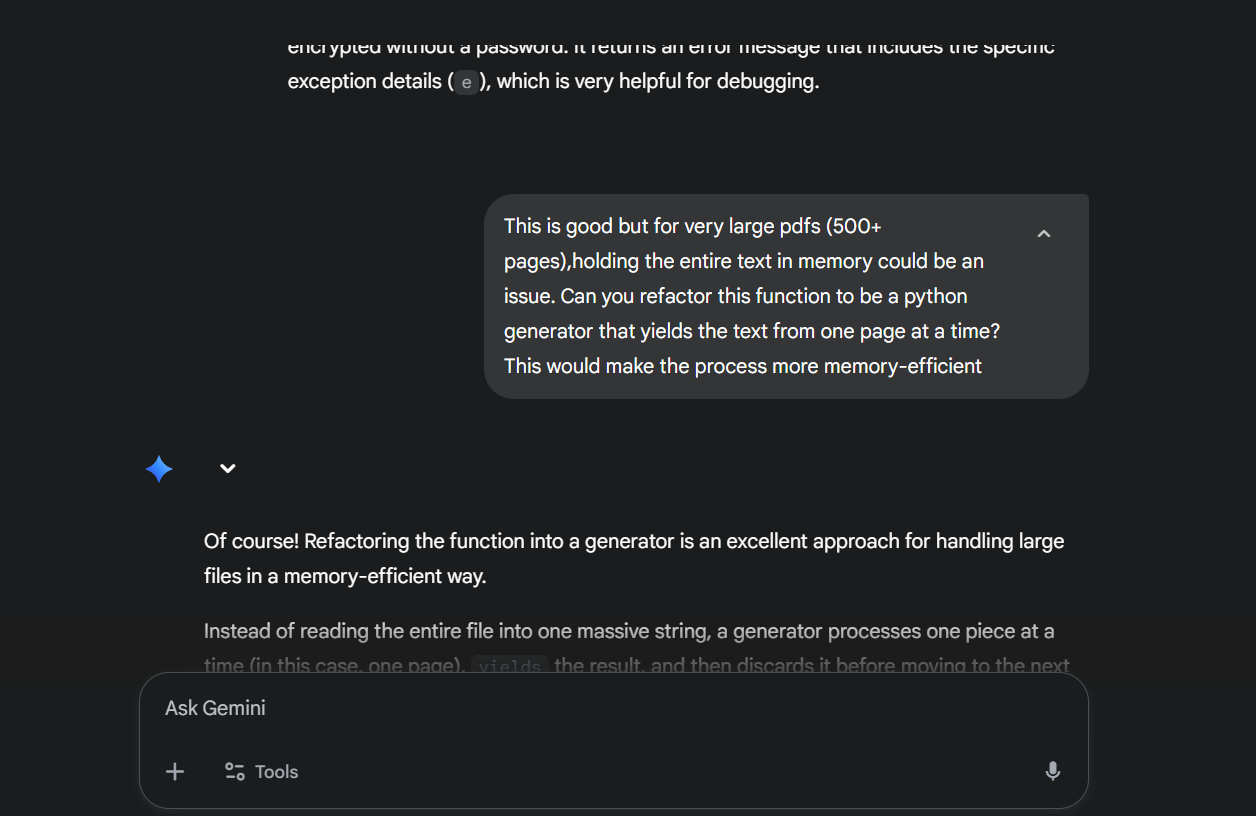 encrypted without a password. It returns an error message that includes the specific
exception details ( e ), which is very helpful for debugging.
This is good but for very large pdfs (500+
pages),holding the entire text in memory could be an
issue. Can you refactor this function to be a python
generator that yields the text from one page at a time?
This would make the process more memory-efficient
Of course! Refactoring the function into a generator is an excellent approach for handling large
files in a memory-efficient way.
Instead of reading the entire file into one massive string, a generator processes one piece at a
time (in this case, one page), yields the result, and then discards it before moving to the next
Ask Gemini
Tools